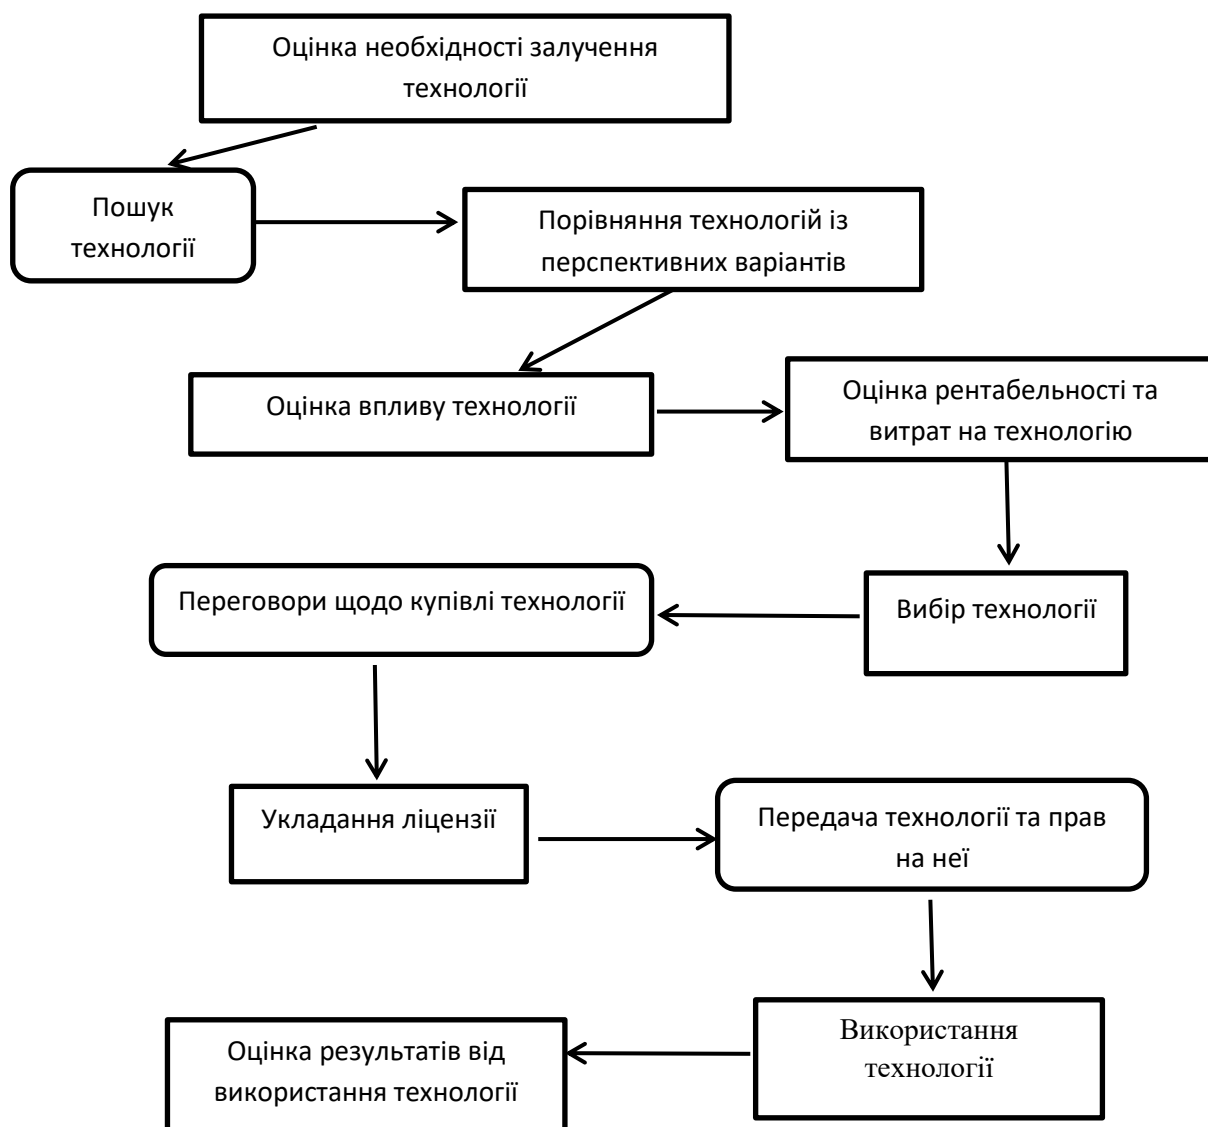 Оцінка необхідності залучення
технології
Пошук
технології
Порівняння технологій із
перспективних варіантів
Оцінка впливу технології
Оцінка рентабельності та
витрат на технологію
Переговори щодо купівлі технології
Вибір технології
Укладання ліцензії
Передача технології та прав
на неї
Використання
технології
Оцінка результатів від
використання технології